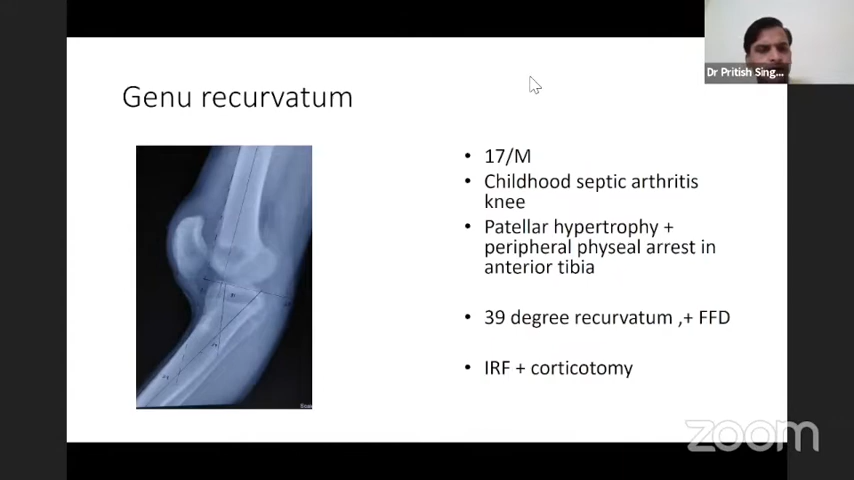 Dr Pritish Sing...
Genu recurvatum
17/M
Childhood septic arthritis
knee
Patellar hypertrophy +
peripheral physeal arrest in
anterior tibia
39 degree recurvatum ,+ FFD
IRF + corticotomy
zoom